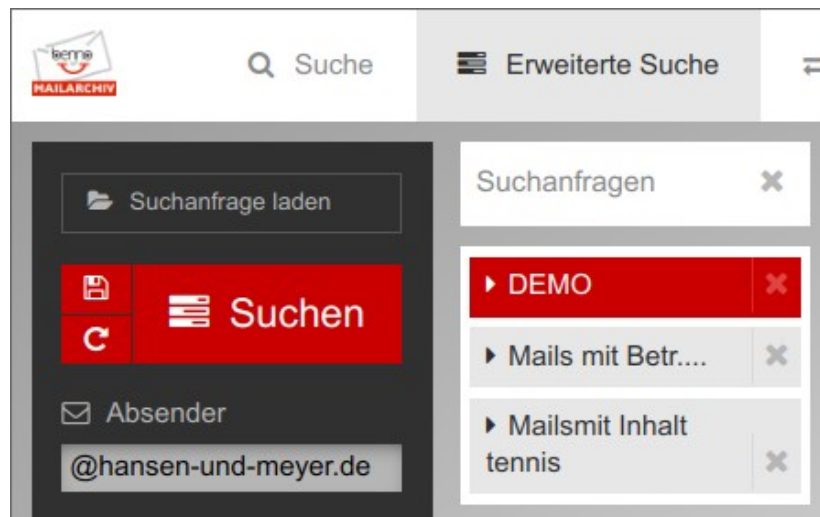 benno
MAILARCHIV
Suche
Erweiterte Suche
Suchanfrage laden
Suchen
Absender
@hansen-und-meyer.de
Suchanfragen
DEMO
Mails mit Betr....
Mailsmit Inhalt
tennis